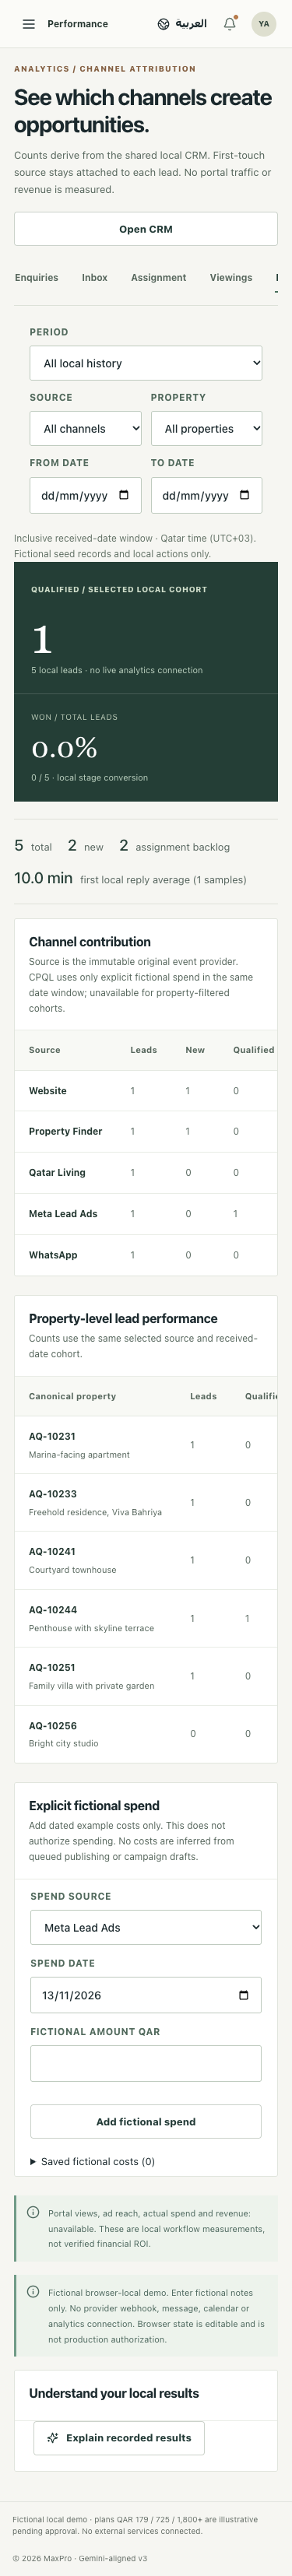 Performance
العربية
YA
ANALYTICS / CHANNEL ATTRIBUTION
See which channels create
opportunities.
Counts derive from the shared local CRM. First-touch
source stays attached to each lead. No portal traffic or
revenue is measured.
Open CRM
Enquiries Inbox Assignment Viewings
PERIOD
All local history
SOURCE PROPERTY
All channels All properties
FROM DATE TO DATE
dd/mm/yyyy dd/mm/yyyy
Inclusive received-date window · Qatar time (UTC+03).
Fictional seed records and local actions only.
QUALIFIED / SELECTED LOCAL COHORT
1
5 local leads · no live analytics connection
WON / TOTAL LEADS
0.0%
0 / 5 · local stage conversion
5 total 2 new 2 assignment backlog
10.0 min first local reply average (1 samples)
Channel contribution
Source is the immutable original event provider.
CPQL uses only explicit fictional spend in the same
date window; unavailable for property-filtered
cohorts.
Source Leads New Qualified
Website 1 1 0
Property Finder 1 1 0
Qatar Living 1 0 0
Meta Lead Ads 1 0 1
WhatsApp 1 0 0
Property-level lead performance
Counts use the same selected source and received-
date cohort.
Canonical property Leads Qualifie
AQ-10231
Marina-facing apartment
1 0
AQ-10233
Freehold residence, Viva Bahriya
1 0
AQ-10241
Courtyard townhouse
1 0
AQ-10244
Penthouse with skyline terrace
1 1
AQ-10251
Family villa with private garden
1 0
AQ-10256
Bright city studio
0 0
Explicit fictional spend
Add dated example costs only. This does not
authorize spending. No costs are inferred from
queued publishing or campaign drafts.
SPEND SOURCE
Meta Lead Ads
SPEND DATE
13/11/2026
FICTIONAL AMOUNT QAR
Add fictional spend
Saved fictional costs (0)
Portal views, ad reach, actual spend and revenue:
unavailable. These are local workflow measurements,
not verified financial ROI.
Fictional browser-local demo. Enter fictional notes
only. No provider webhook, message, calendar or
analytics connection. Browser state is editable and is
not production authorization.
Understand your local results
Explain recorded results
Fictional local demo · plans QAR 179 / 725 / 1,800+ are illustrative
pending approval. No external services connected.
© 2026 MaxPro · Gemini-aligned v3